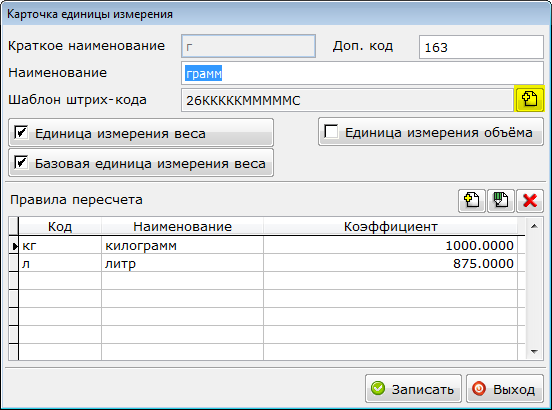 Карточка единицы измерения
Краткое наименование г Доп. код 163
Наименование грамм
Шаблон штрих-кода 26КККККМММММС
Единица измерения веса Единица измерения объёма
Базовая единица измерения веса
Правила пересчета
Код Наименование Коэффициент
кг килограмм 1000.0000
л литр 875.0000
Записать Выход